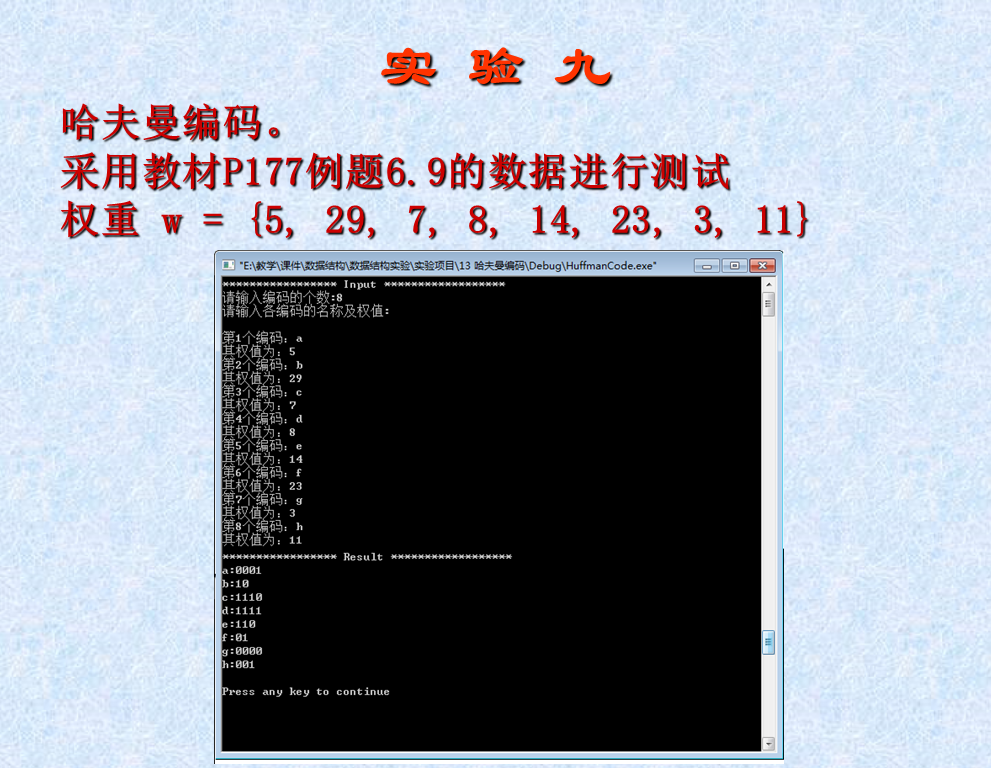 实 验 九
哈夫曼编码。
采用教材P177例题6.9的数据进行测试
权重 w = {5, 29, 7, 8, 14, 23, 3, 11}
"E:\教学\课件\数据结构\数据结构实验\实验项目\13 哈夫曼编码\Debug\HuffmanCode.exe"
***************** Input ******************
请输入编码的个数:8
请输入各编码的名称及权值:
第1个编码: a
其权值为: 5
第2个编码: b
其权值为: 29
第3个编码: c
其权值为: 7
第4个编码: d
其权值为: 8
第5个编码: e
其权值为: 14
第6个编码: f
其权值为: 23
第7个编码: g
其权值为: 3
第8个编码: h
其权值为: 11
***************** Result ******************
a:0001
b:10
c:1110
d:1111
e:110
f:01
g:0000
h:001
Press any key to continue